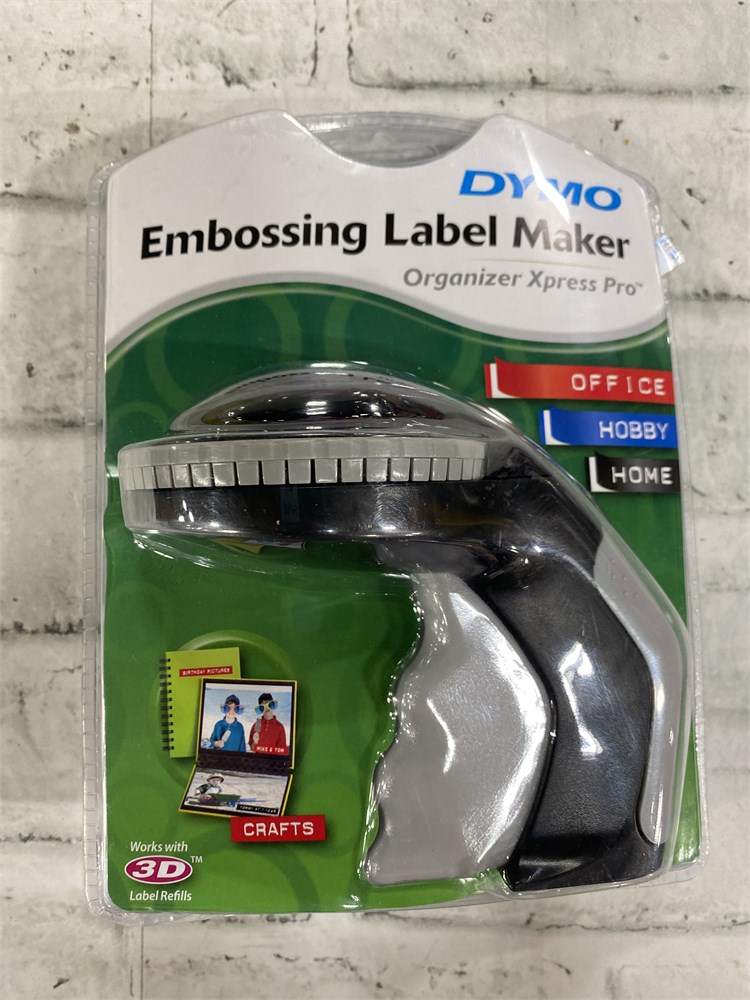 DYMO
Embossing Label Maker
Organizer Xpress Pro™
OFFICE
HOBBY
HOME
BIRTHDAY PICTURES
MIKE & TOM
CRAFTS
Works with
3D™
Label Refills